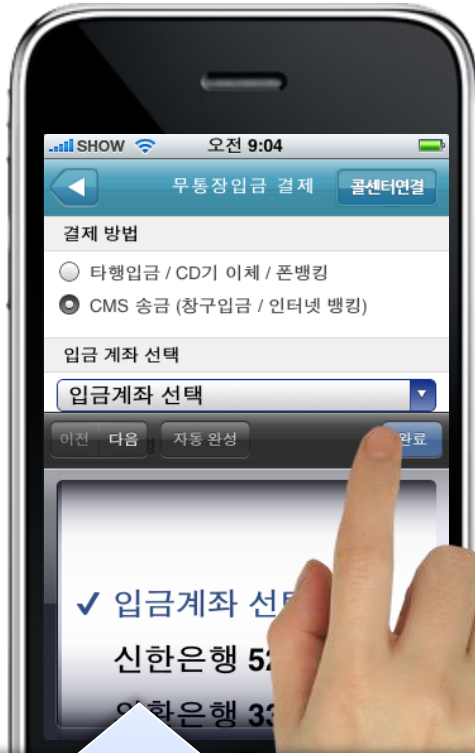 SHOW 오전 9:04
무통장입금 결제 콜센터연결
결제 방법
타행입금 / CD기 이체 / 폰뱅킹
CMS 송금 (창구입금 / 인터넷 뱅킹)
입금 계좌 선택
입금계좌 선택
이전 다음 자동 완성 완료
✓ 입금계좌 선
신한은행